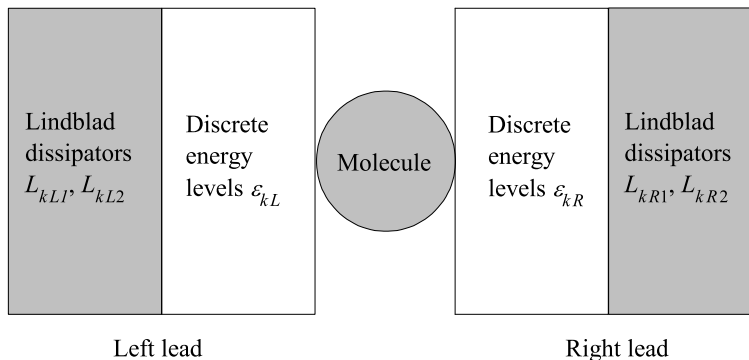 Lindblad
dissipators
L_{kL1}, L_{kL2}
Discrete
energy
levels ε_{kL}
Molecule
Discrete
energy
levels ε_{kR}
Lindblad
dissipators
L_{kR1}, L_{kR2}
Left lead
Right lead